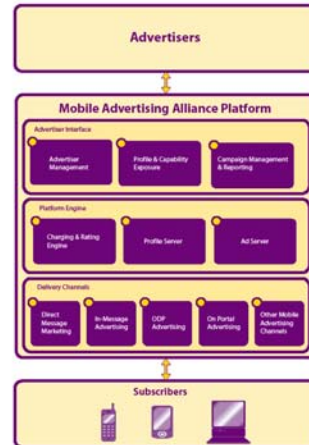 Advertisers
Mobile Advertising Alliance Platform
Advertiser Interface
Advertiser
Management
Profile & Capability
Exposure
Campaign Management
& Reporting
Platform Engine
Charging & Rating
Engine
Profile Server
Ad Server
Delivery Channels
Direct
Message
Marketing
In-Message
Advertising
ODP
Advertising
On Portal
Advertising
Other Mobile
Advertising
Channels
Subscribers